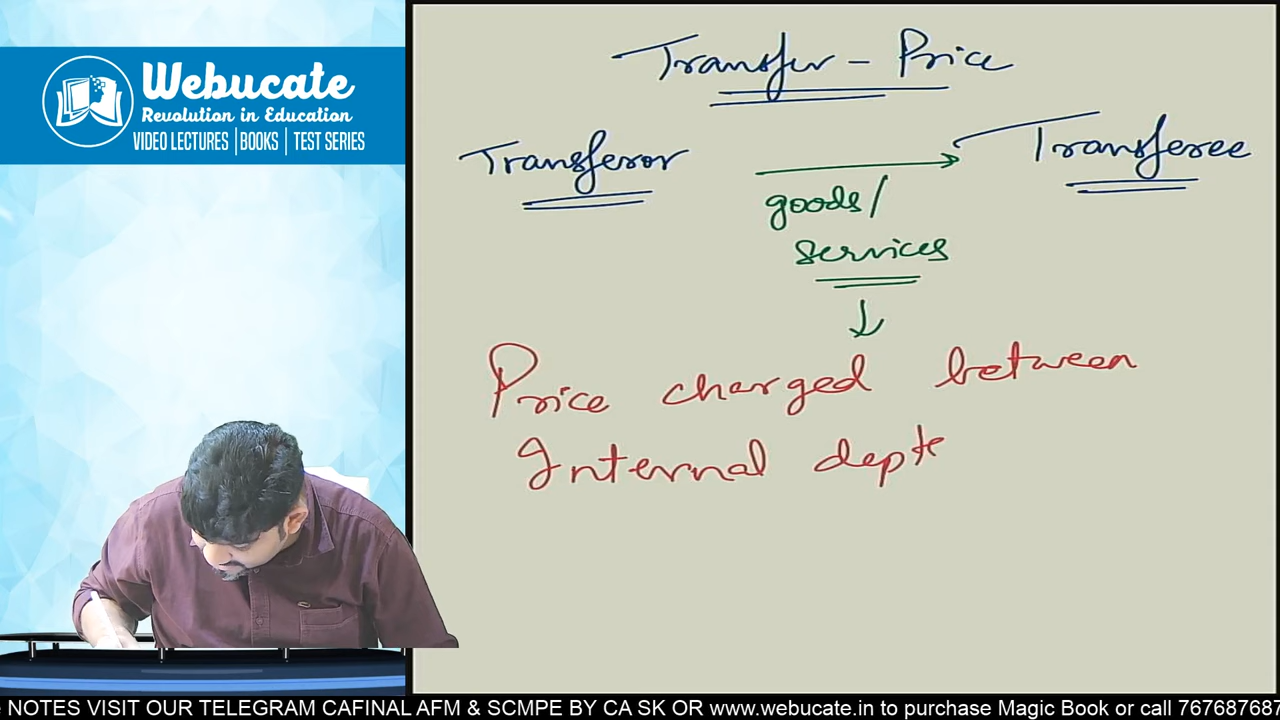 Webucate
Revolution in Education
VIDEO LECTURES | BOOKS | TEST SERIES
Transfer - Price
Transferor
Transferee
goods/
services
Price charged between
Internal dept
NOTES VISIT OUR TELEGRAM CAFINAL AFM & SCMPE BY CA SK OR www.webucate.in to purchase Magic Book or call 767687687